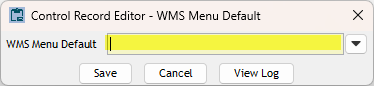 Control Record Editor - WMS Menu Default
WMS Menu Default
Save Cancel View Log